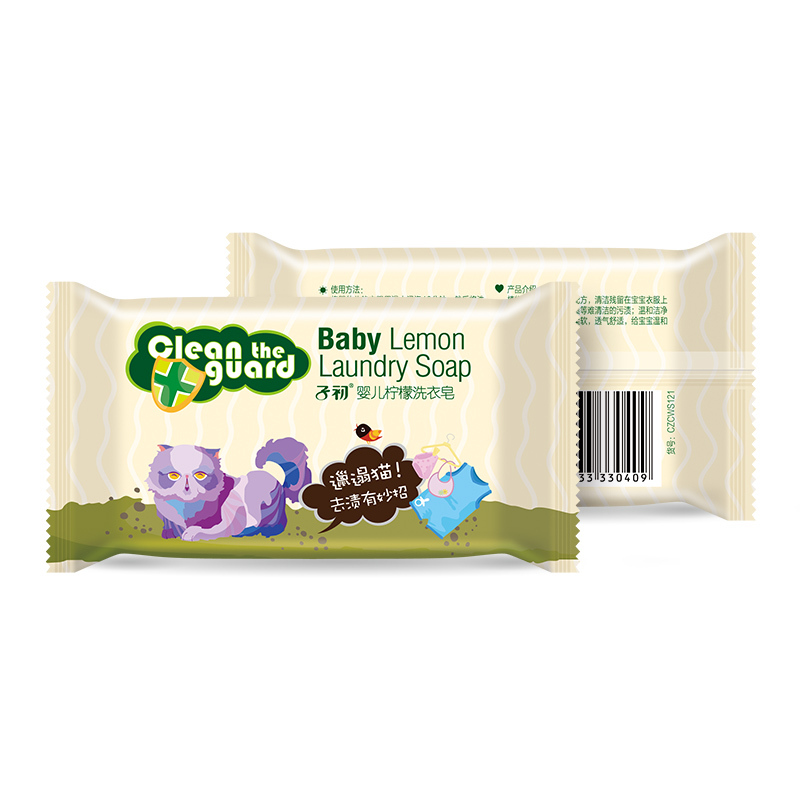 Clean the
guard
Baby Lemon
Laundry Soap
子初® 婴儿柠檬洗衣皂
邋遢猫!
去渍有妙招
使用方法:
产品介绍
方, 清洁残留在宝宝衣服上
等难清洁的污渍; 温和洁净
软, 透气舒适, 给宝宝温和
33 330409
货号: CZCWS121